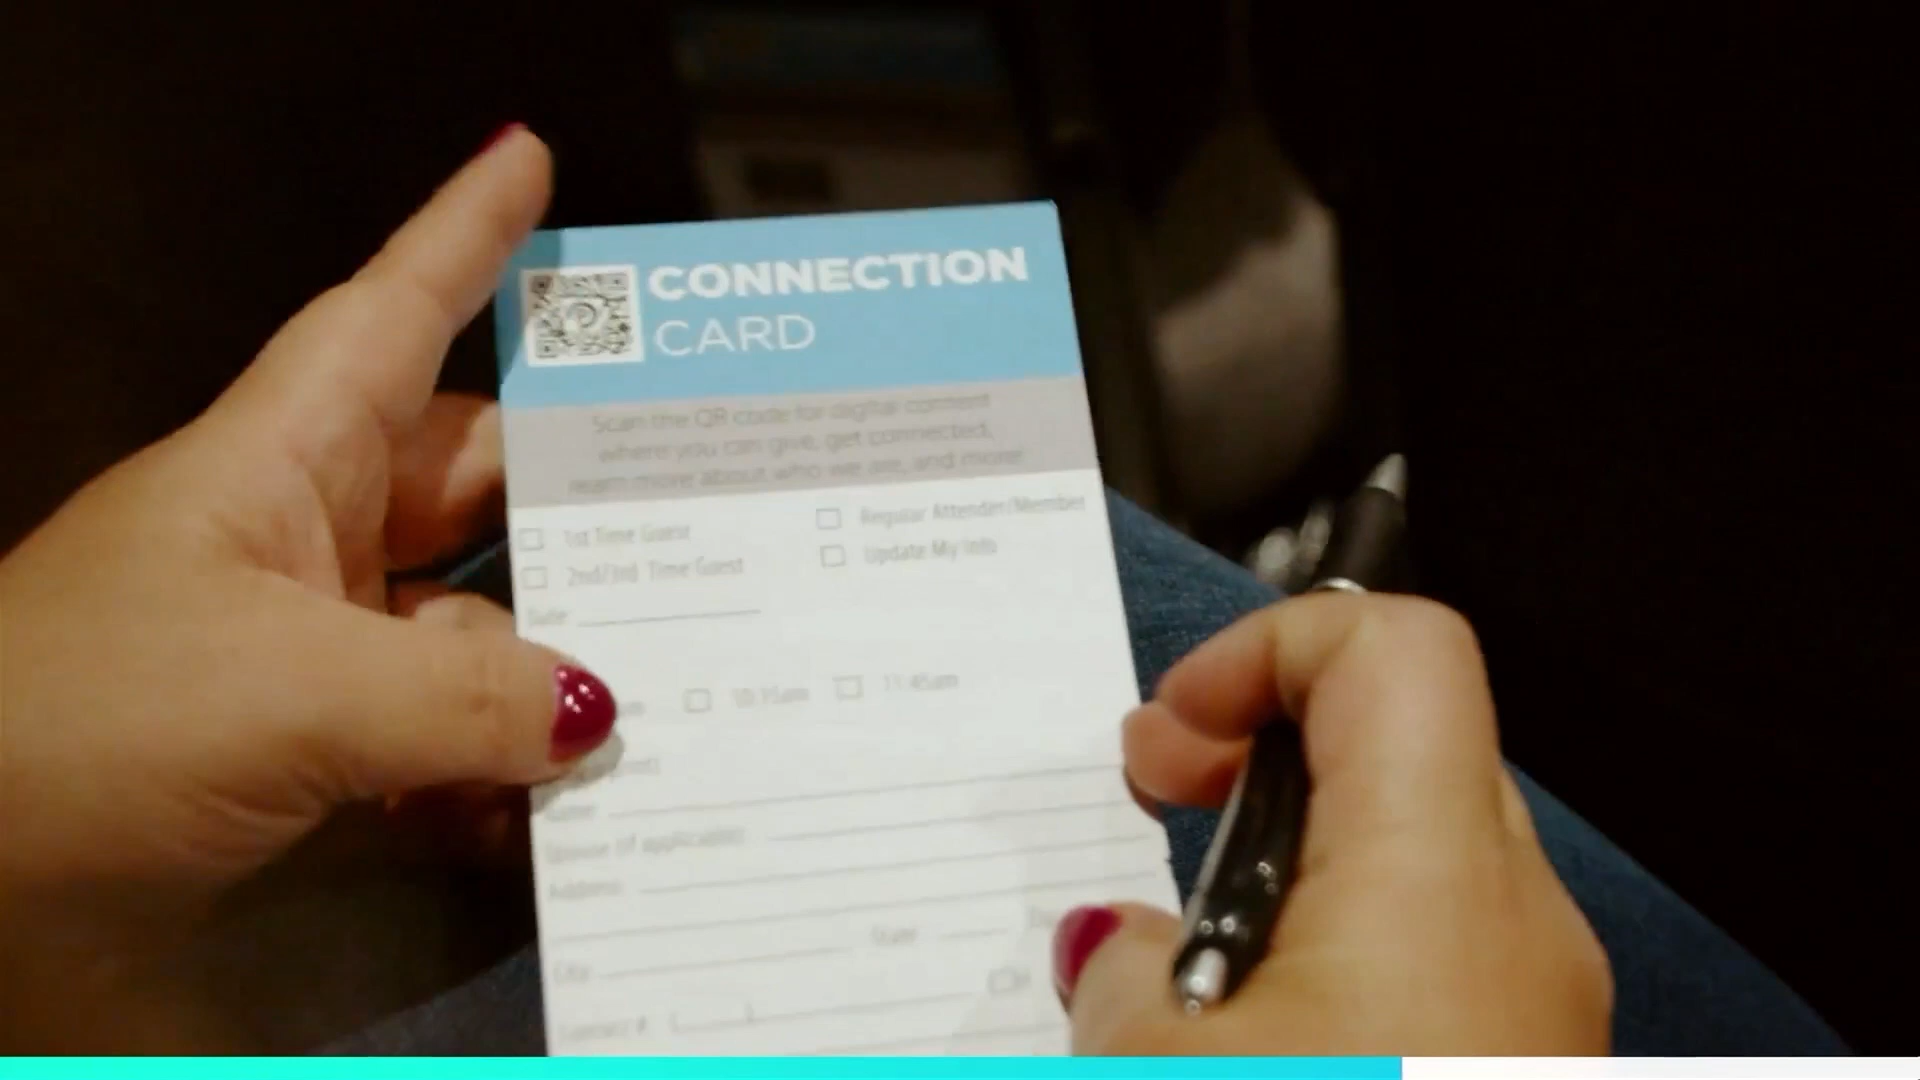 CONNECTION
CARD
Scan the QR code for digital content
where you can give, get connected,
learn more about who we are, and more!
1st Time Guest
Regular Attender/Member
2nd/3rd Time Guest
Update My Info
Date
10:15am 11:45am
Name
Spouse (if applicable)
Address
State
City
Contact # ( )